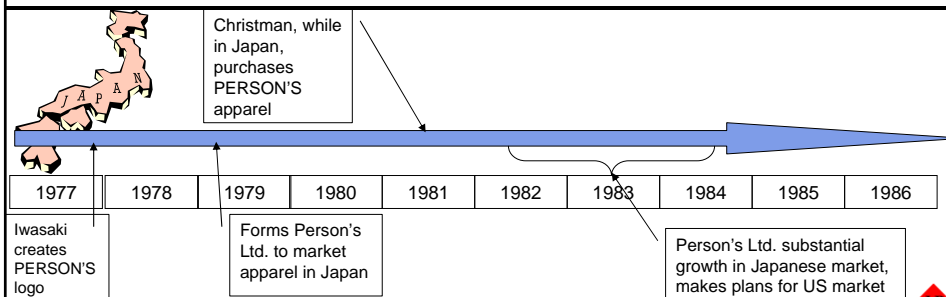 Christman, while
in Japan,
purchases
PERSON'S
apparel
JAPAN
1977 1978 1979 1980 1981 1982 1983 1984 1985 1986
Iwasaki
creates
PERSON'S
logo
Forms Person's
Ltd. to market
apparel in Japan
Person's Ltd. substantial
growth in Japanese market,
makes plans for US market